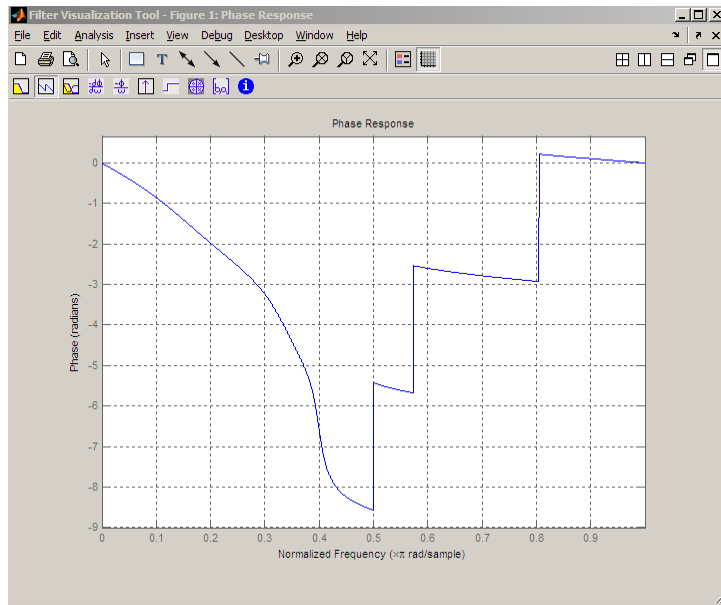 Filter Visualization Tool - Figure 1: Phase Response
File Edit Analysis Insert View Debug Desktop Window Help
Phase Response
0
-1
-2
-3
-4
-5
-6
-7
-8
-9
Phase (radians)
0 0.1 0.2 0.3 0.4 0.5 0.6 0.7 0.8 0.9
Normalized Frequency (×π rad/sample)